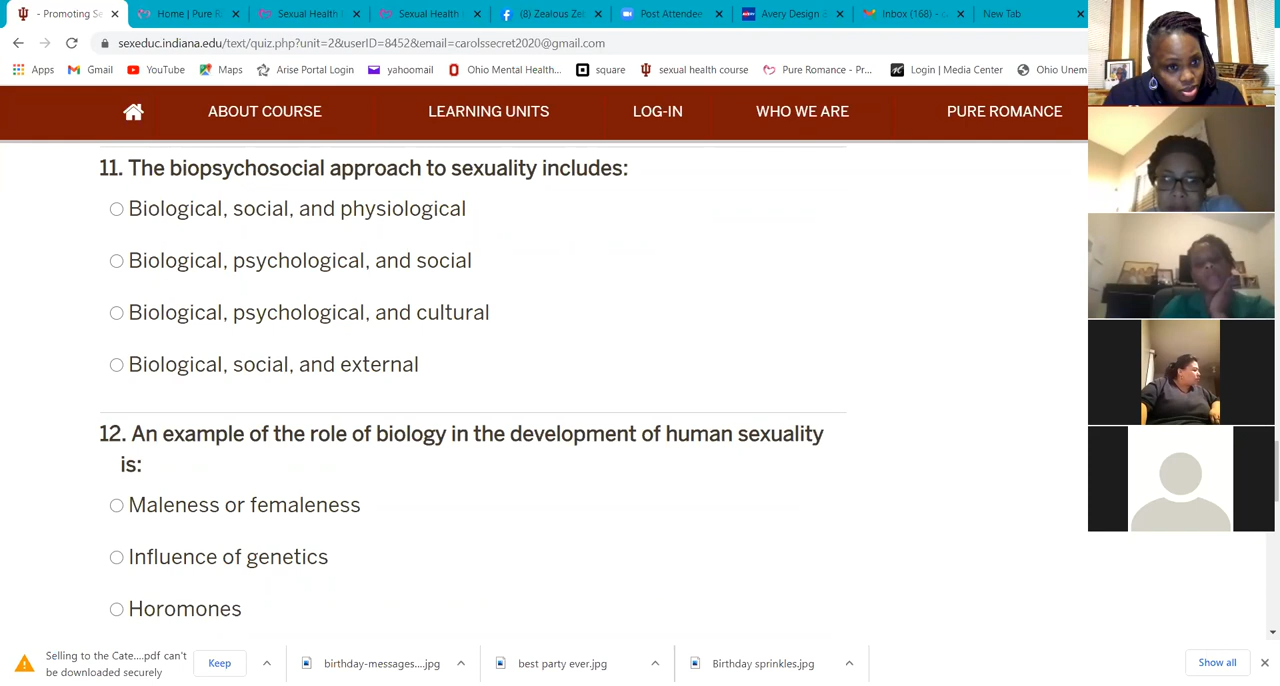 - Promoting Se
Home | Pure R
Sexual Health
Sexual Health
(8) Zealous Ze
Post Attendee
Avery Design
Inbox (168) - c
New Tab
sexeduc.indiana.edu/text/quiz.php?unit=2&userID=8452&email=carolssecret2020@gmail.com
Apps Gmail YouTube Maps Arise Portal Login yahoomail Ohio Mental Health... square sexual health course Pure Romance - Pr... Login | Media Center Ohio Unem
ABOUT COURSE LEARNING UNITS LOG-IN WHO WE ARE PURE ROMANCE
11. The biopsychosocial approach to sexuality includes:
Biological, social, and physiological
Biological, psychological, and social
Biological, psychological, and cultural
Biological, social, and external
12. An example of the role of biology in the development of human sexuality
is:
Maleness or femaleness
Influence of genetics
Horomones
Selling to the Cate....pdf can't
be downloaded securely
Keep
birthday-messages....jpg
best party ever.jpg
Birthday sprinkles.jpg
Show all